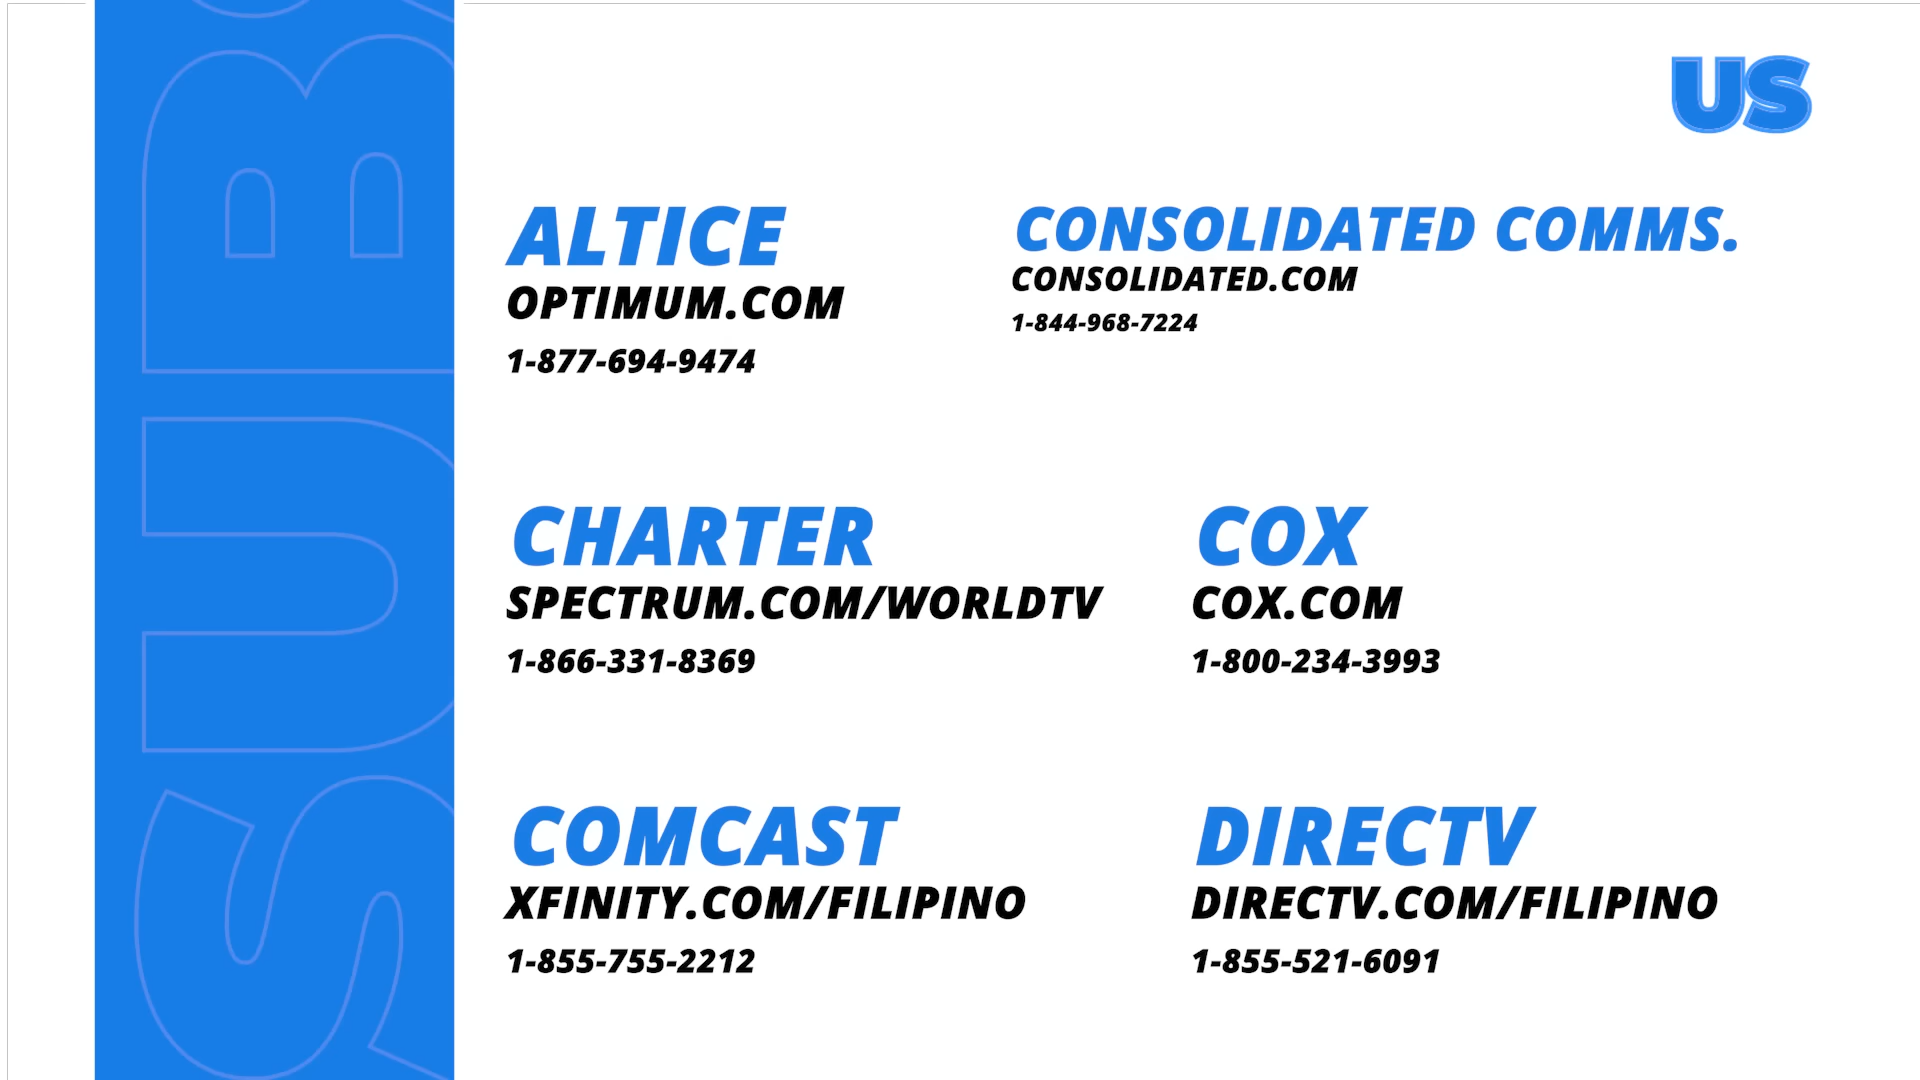 US
ALTICE
OPTIMUM.COM
1-877-694-9474
CONSOLIDATED COMMS.
CONSOLIDATED.COM
1-844-968-7224
CHARTER
SPECTRUM.COM/WORLDTV
1-866-331-8369
COX
COX.COM
1-800-234-3993
COMCAST
XFINITY.COM/FILIPINO
1-855-755-2212
DIRECTV
DIRECTV.COM/FILIPINO
1-855-521-6091
SUB